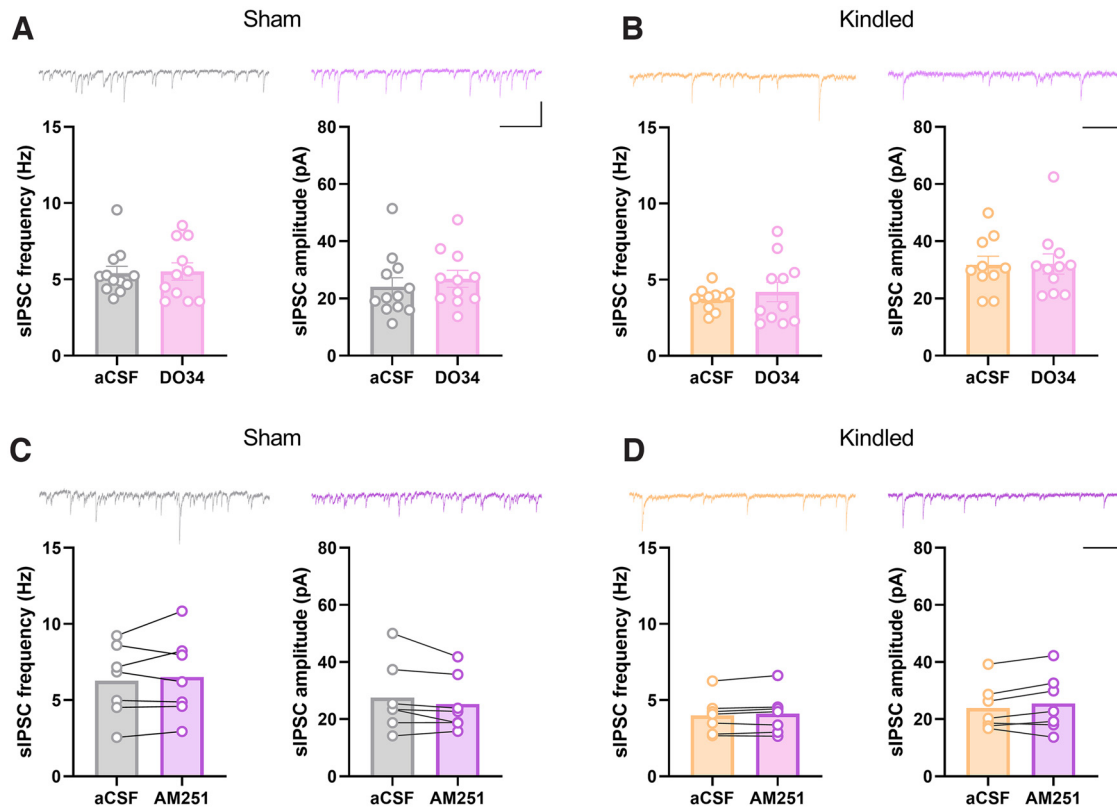 A
Sham
B
Kindled
sIPSC frequency (Hz)
15
10
5
0
aCSF
DO34
sIPSC amplitude (pA)
80
60
40
20
0
aCSF
DO34
sIPSC frequency (Hz)
15
10
5
0
aCSF
DO34
sIPSC amplitude (pA)
80
60
40
20
0
aCSF
DO34
C
Sham
D
Kindled
sIPSC frequency (Hz)
15
10
5
0
aCSF
AM251
sIPSC amplitude (pA)
80
60
40
20
0
aCSF
AM251
sIPSC frequency (Hz)
15
10
5
0
aCSF
AM251
sIPSC amplitude (pA)
80
60
40
20
0
aCSF
AM251